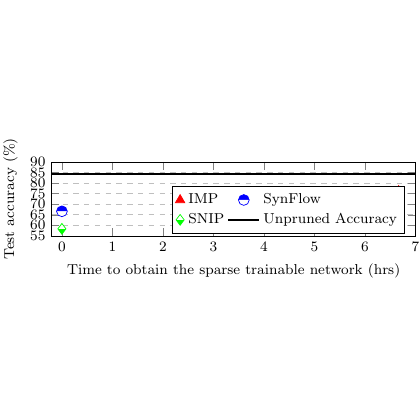 Test accuracy (%)
90
85
80
75
70
65
60
55
IMP SynFlow
SNIP Unpruned Accuracy
0 1 2 3 4 5 6 7
Time to obtain the sparse trainable network (hrs)